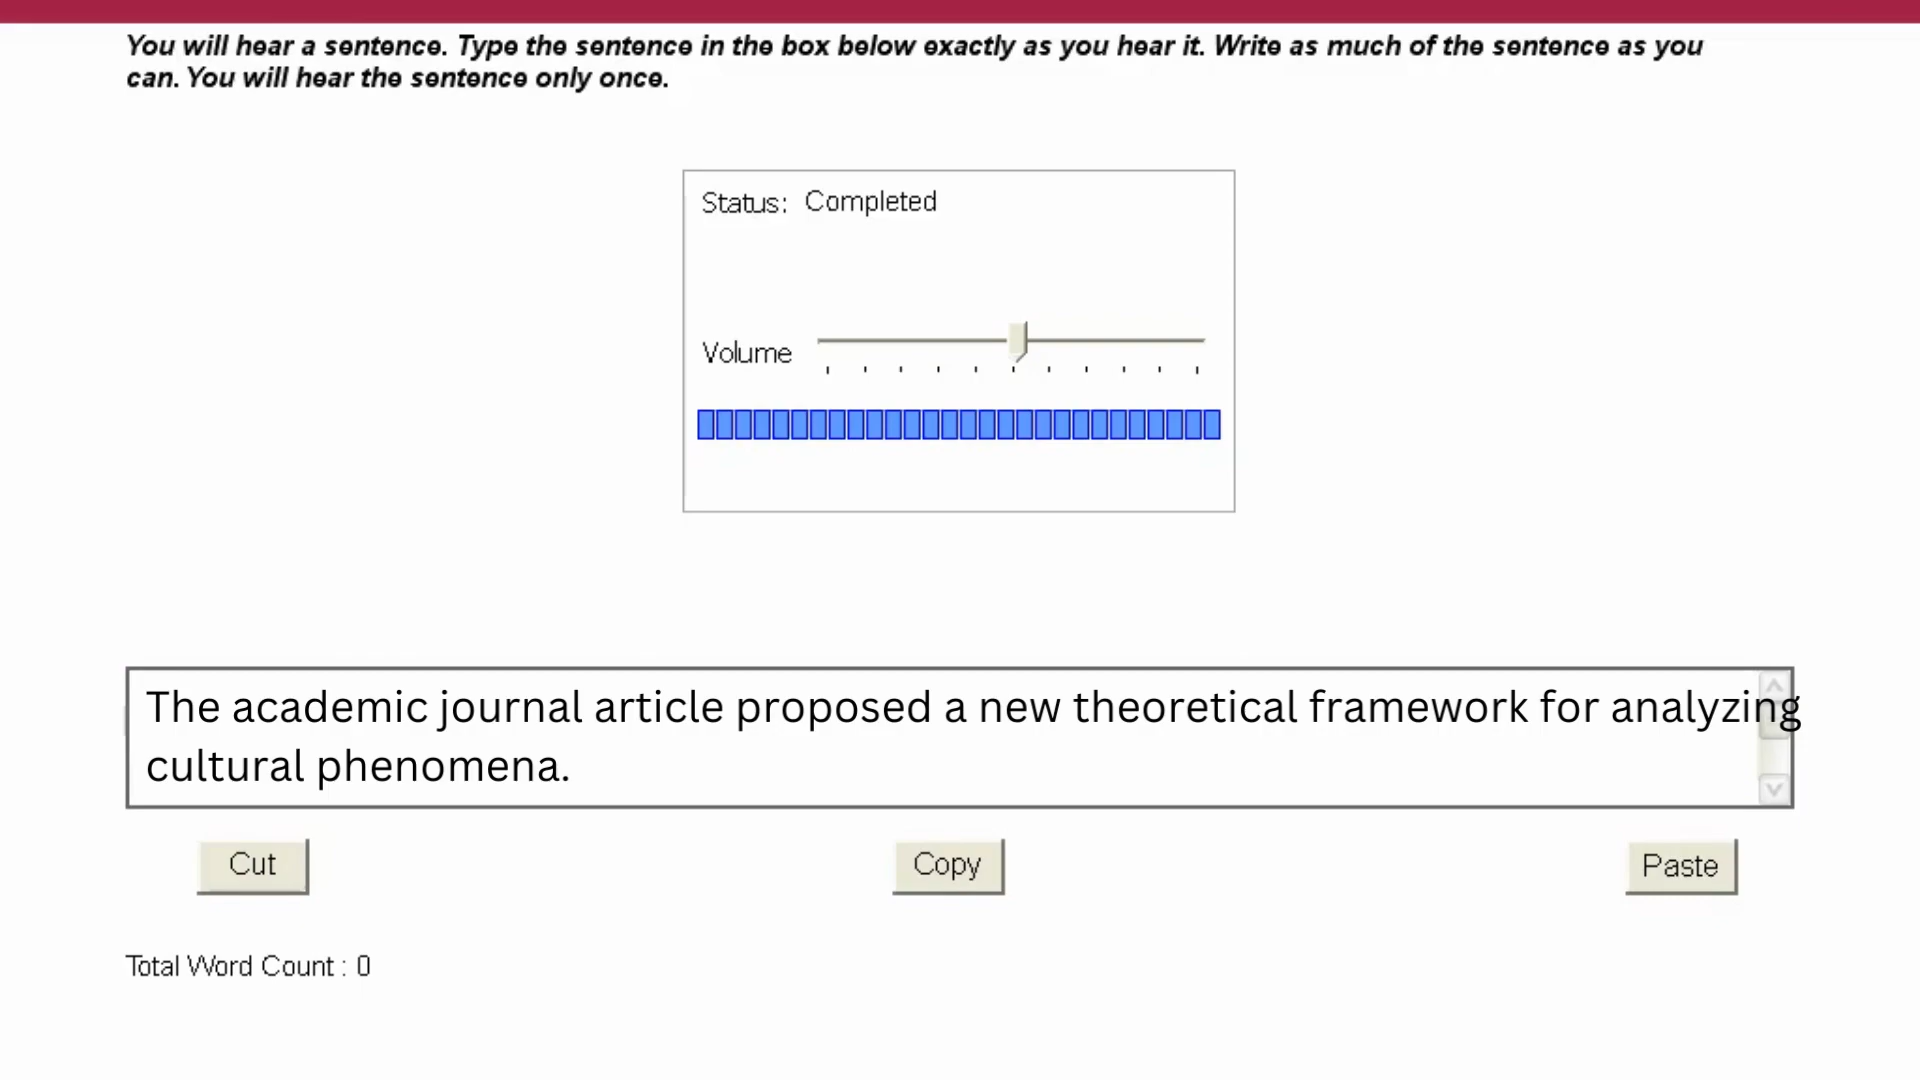 You will hear a sentence. Type the sentence in the box below exactly as you hear it. Write as much of the sentence as you
can. You will hear the sentence only once.
Status: Completed
Volume
The academic journal article proposed a new theoretical framework for analyzing
cultural phenomena.
Cut
Copy
Paste
Total Word Count : 0